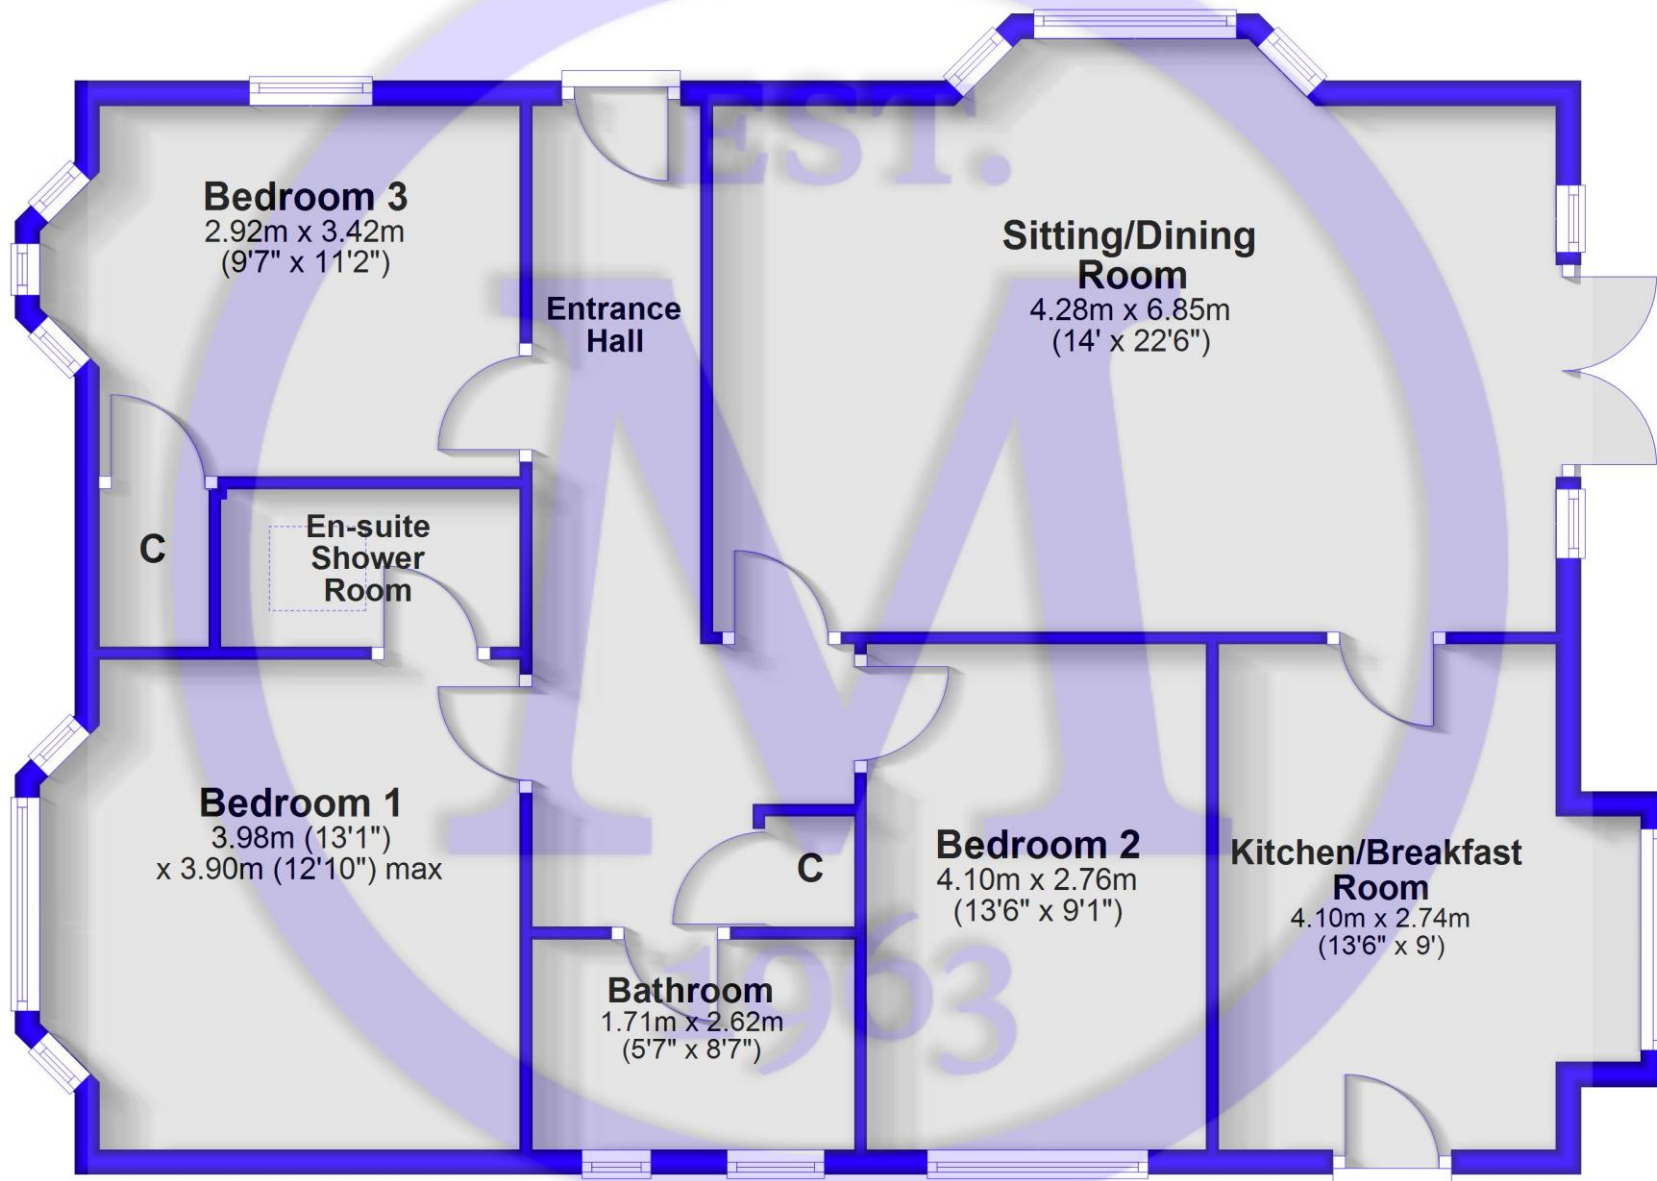 EST.
Bedroom 3
2.92m x 3.42m
(9'7" x 11'2")
Sitting/Dining
Room
4.28m x 6.85m
(14' x 22'6")
Entrance
Hall
C
En-suite
Shower
Room
M
Bedroom 1
3.98m (13'1")
x 3.90m (12'10") max
C
Bedroom 2
4.10m x 2.76m
(13'6" x 9'1")
Kitchen/Breakfast
Room
4.10m x 2.74m
(13'6" x 9')
Bathroom
1.71m x 2.62m
(5'7" x 8'7")
1963